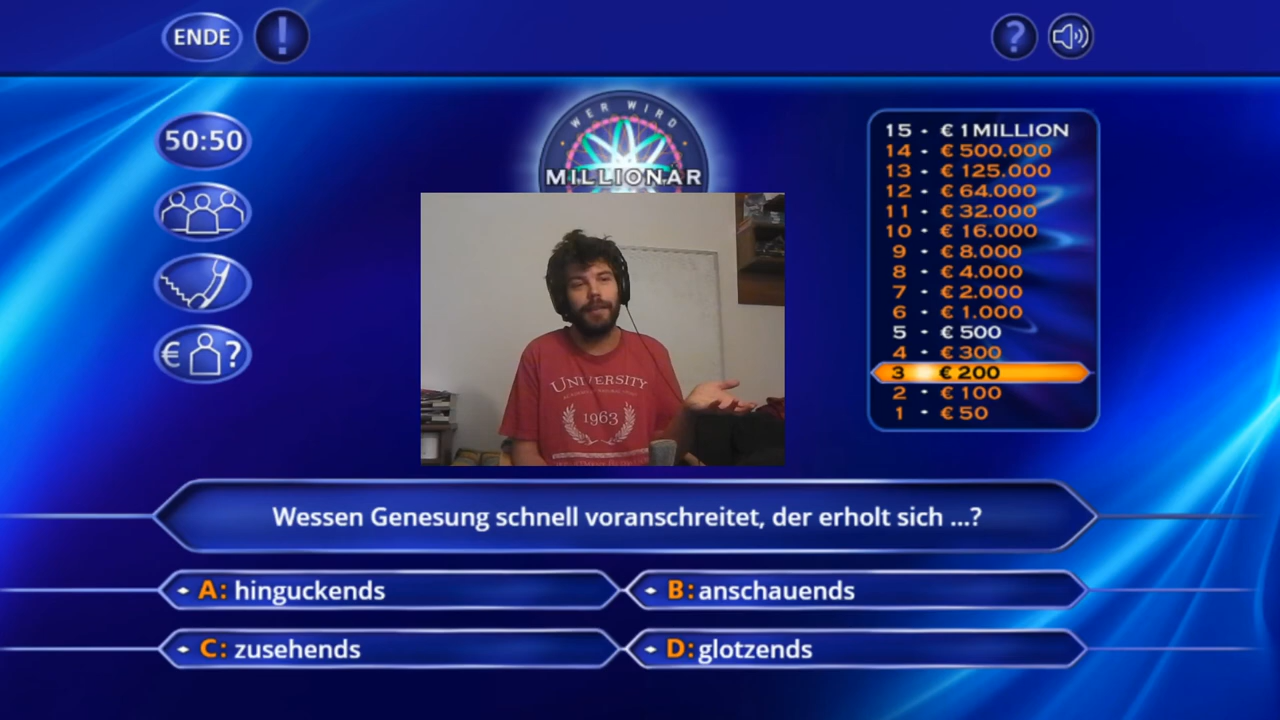 ENDE !
? 
50:50
€ ?
WER WIRD
MILLIONÄR
15 • € 1 MILLION
14 • € 500.000
13 • € 125.000
12 • € 64.000
11 • € 32.000
10 • € 16.000
9 • € 8.000
8 • € 4.000
7 • € 2.000
6 • € 1.000
5 • € 500
4 • € 300
3 • € 200
2 • € 100
1 • € 50
UNIVERSITY
1963
Wessen Genesung schnell voranschreitet, der erholt sich ...?
A: hinguckends
B: anschauends
C: zusehends
D: glotzends